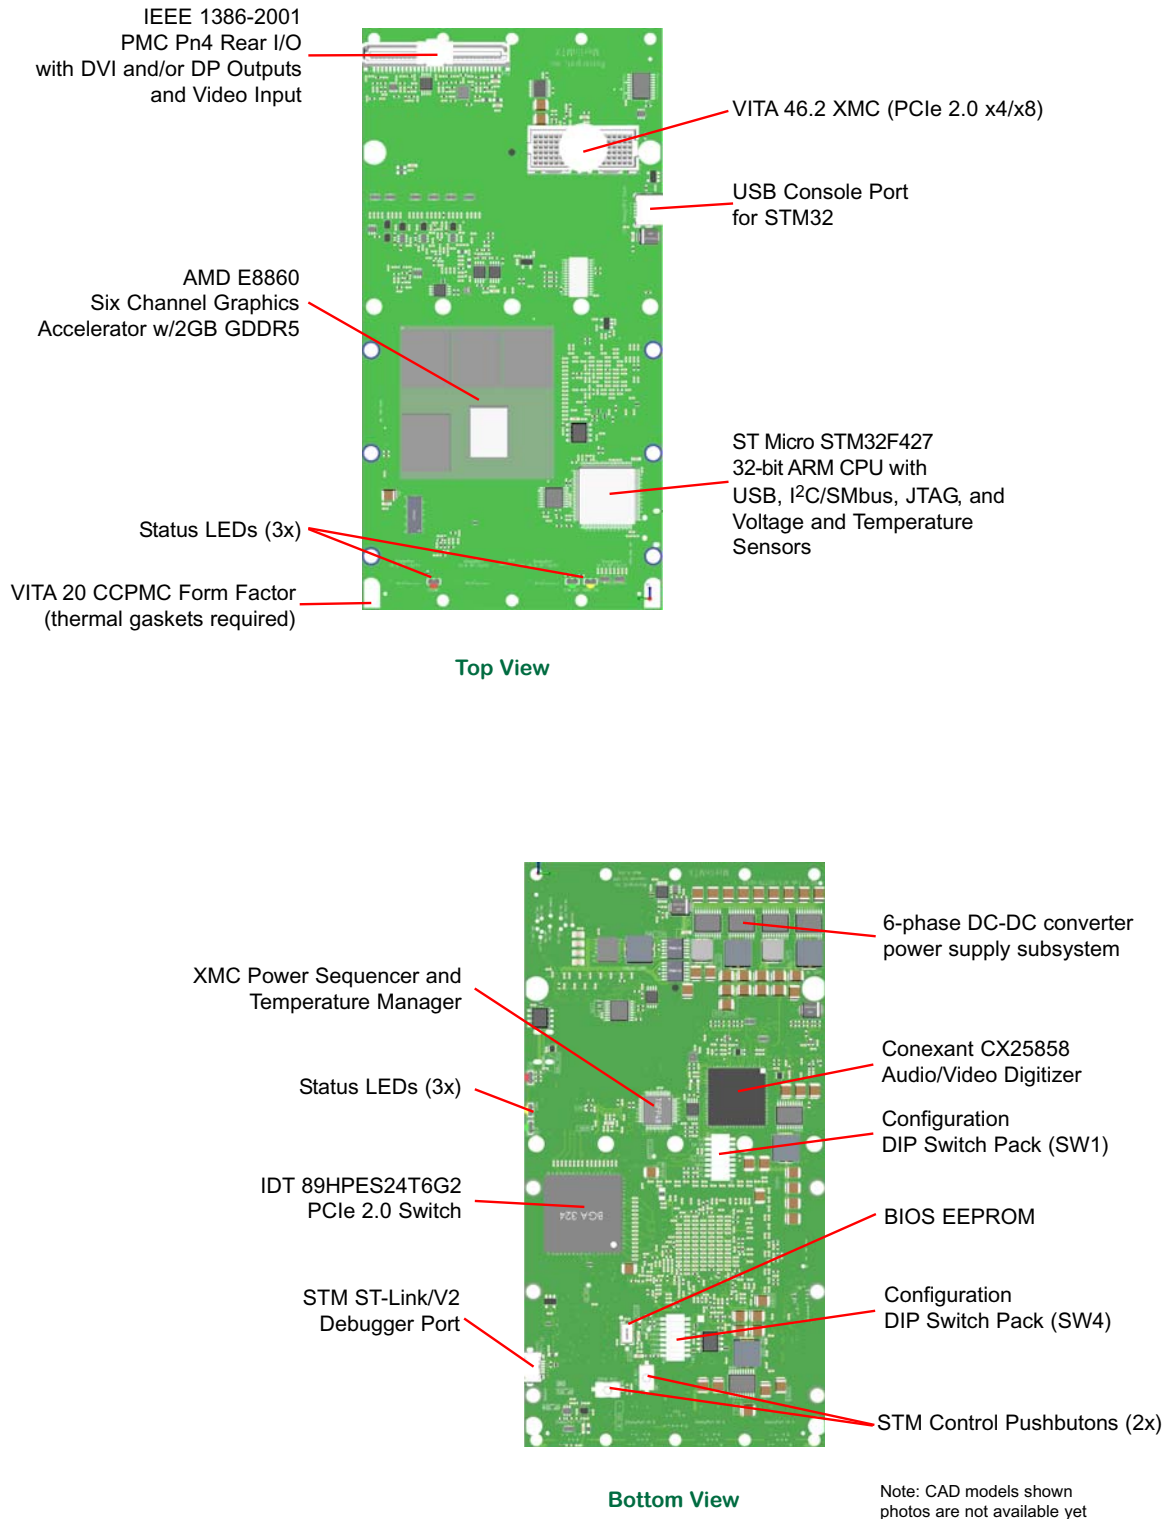 IEEE 1386-2001
PMC Pn4 Rear I/O
with DVI and/or DP Outputs
and Video Input
VITA 46.2 XMC (PCIe 2.0 x4/x8)
USB Console Port
for STM32
AMD E8860
Six Channel Graphics
Accelerator w/2GB GDDR5
ST Micro STM32F427
32-bit ARM CPU with
USB, I2C/SMbus, JTAG, and
Voltage and Temperature
Sensors
Status LEDs (3x)
VITA 20 CCPMC Form Factor
(thermal gaskets required)
Top View
6-phase DC-DC converter
power supply subsystem
XMC Power Sequencer and
Temperature Manager
Conexant CX25858
Audio/Video Digitizer
Status LEDs (3x)
Configuration
DIP Switch Pack (SW1)
IDT 89HPES24T6G2
PCIe 2.0 Switch
BGA 324
BIOS EEPROM
STM ST-Link/V2
Debugger Port
Configuration
DIP Switch Pack (SW4)
STM Control Pushbutons (2x)
Bottom View
Note: CAD models shown
photos are not available yet